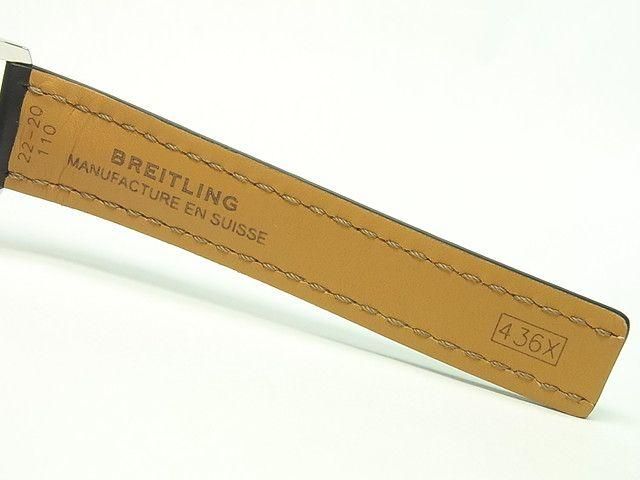 22-20
110
BREITLING
MANUFACTURE EN SUISSE
436X